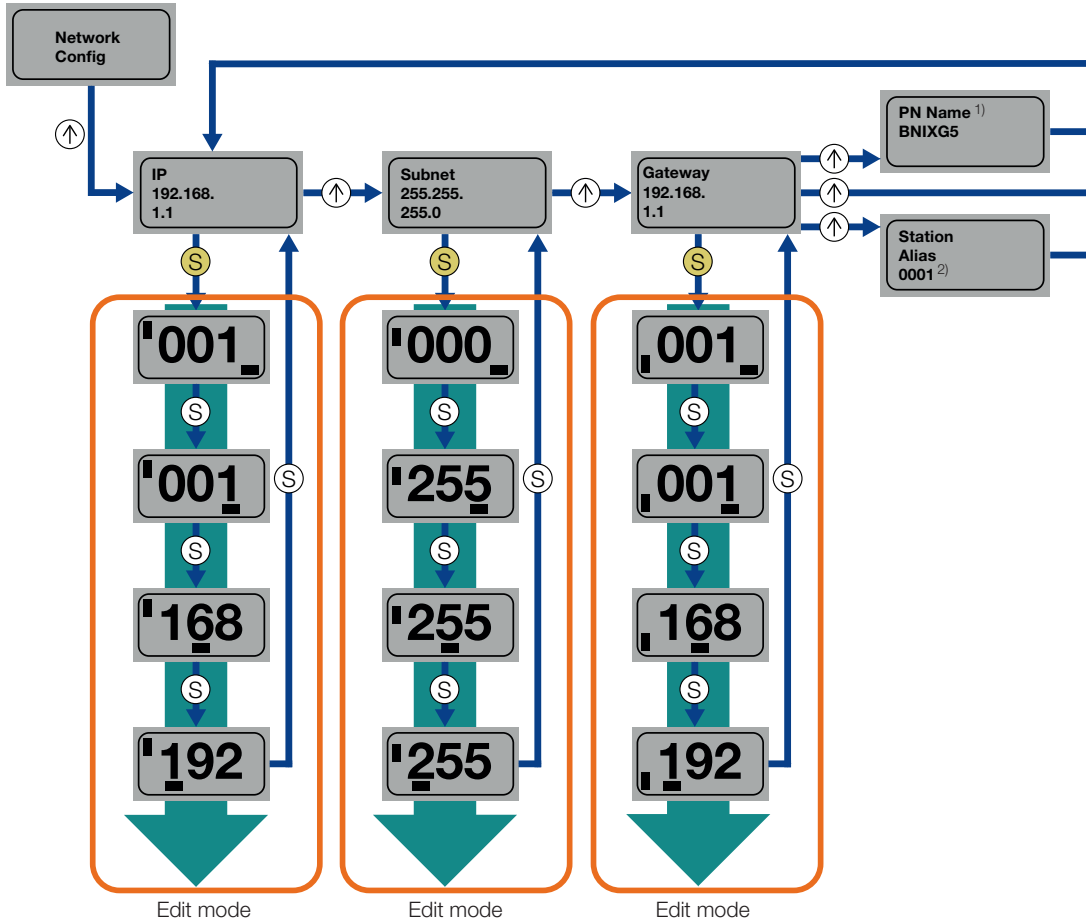 Network
Config
↑
PN Name 1)
BNIXG5
IP
192.168.
1.1
↑
Subnet
255.255.
255.0
↑
Gateway
192.168.
1.1
↑
↑
↑
Station
Alias
0001 2)
S
S
S
001
000
001
S
S
S
001
255
001
S
S
S
S
S
S
168
255
168
S
S
S
192
255
192
Edit mode
Edit mode
Edit mode